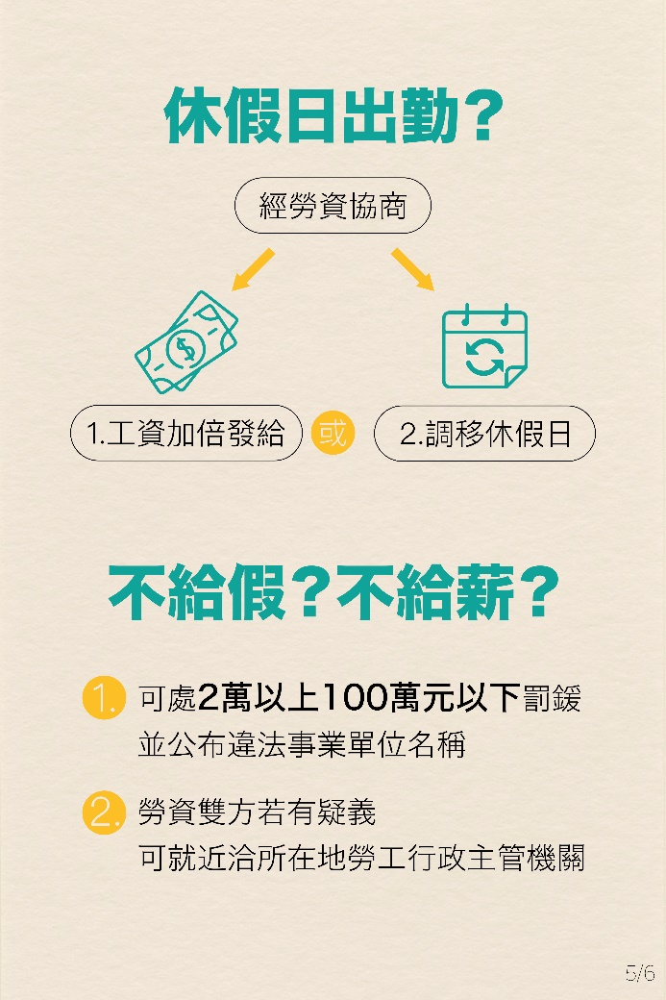 休假日出勤?
經勞資協商
1.工資加倍發給 或 2.調移休假日
不給假?不給薪?
1. 可處2萬以上100萬元以下罰鍰
並公布違法事業單位名稱
2. 勞資雙方若有疑義
可就近洽所在地勞工行政主管機關
5/6